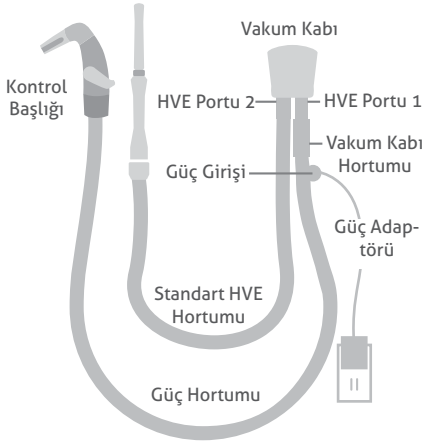 Vakum Kabı
Kontrol
Başlığı
HVE Portu 2
HVE Portu 1
Vakum Kabı
Hortumu
Güç Girişi
Güç Adap-
törü
Standart HVE
Hortumu
Güç Hortumu